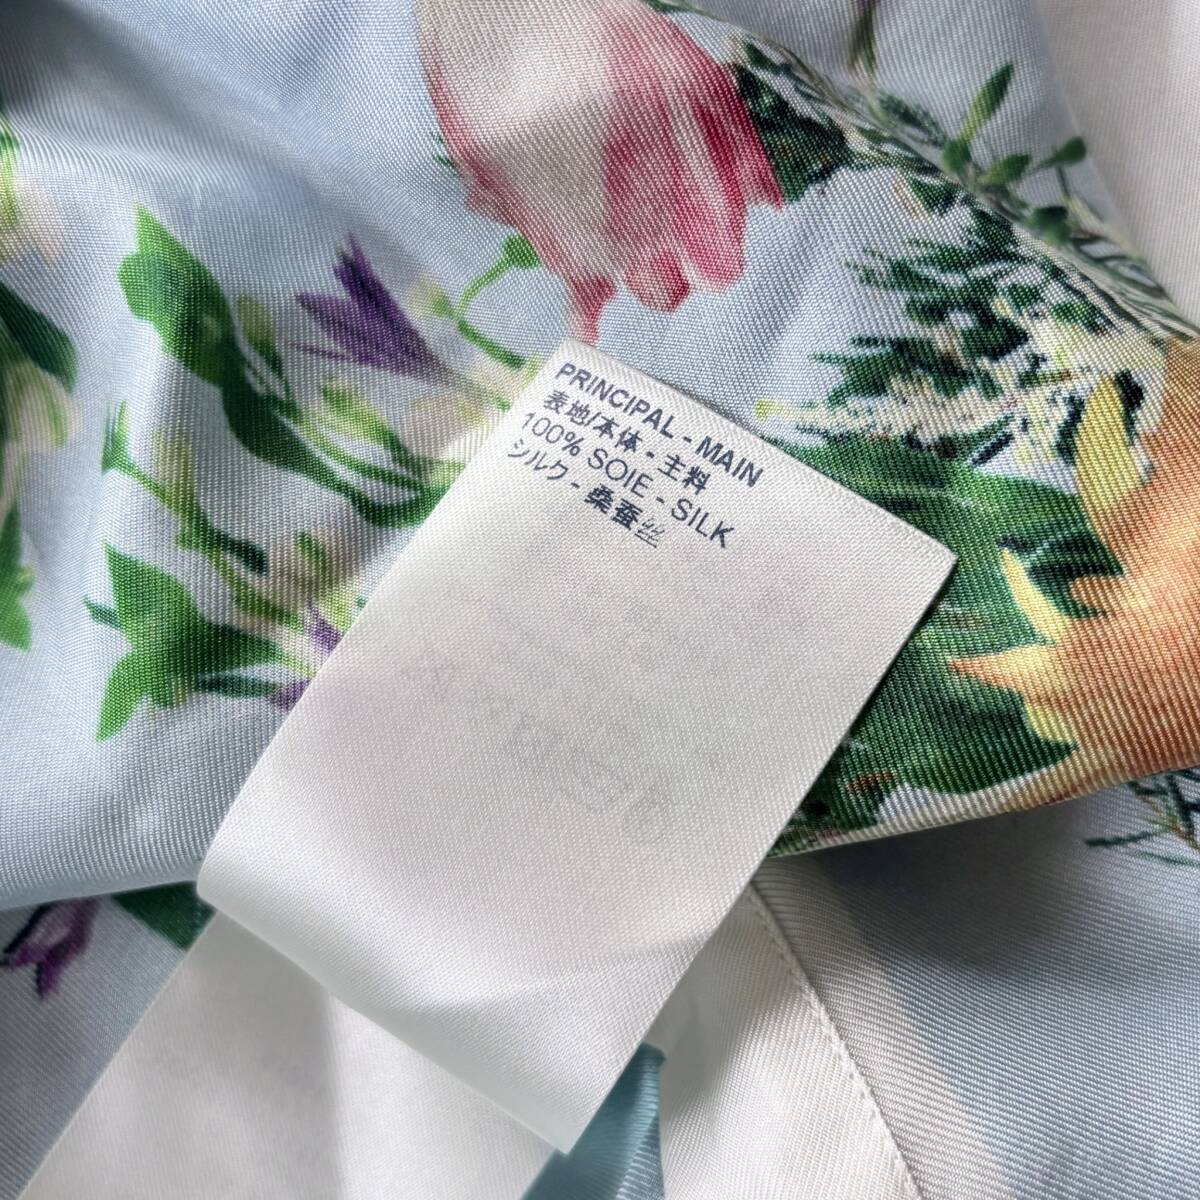 PRINCIPAL - MAIN
表地/本体 - 主料
100% SOIE - SILK
シルク - 桑蚕丝